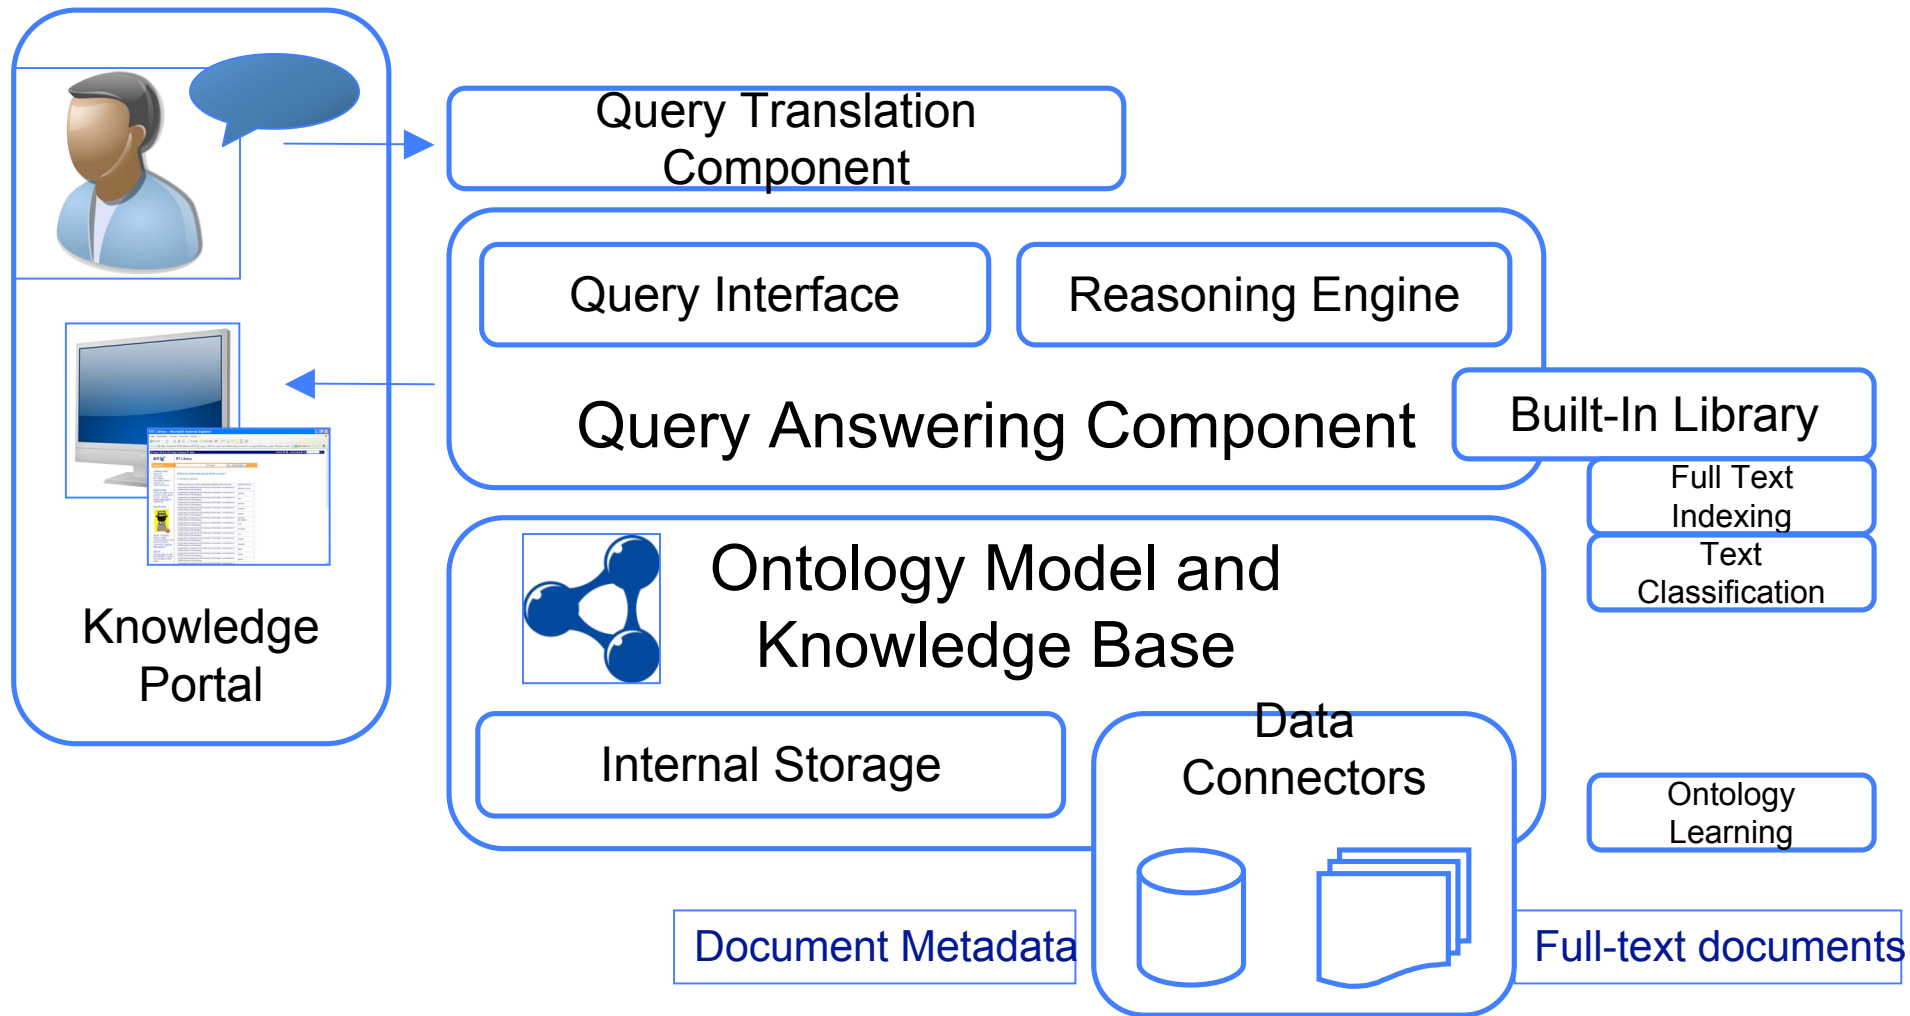 Query Translation
Component
Query Interface
Reasoning Engine
Query Answering Component
Built-In Library
Full Text
Indexing
Text
Classification
Ontology Model and
Knowledge Base
Knowledge
Portal
Internal Storage
Data
Connectors
Ontology
Learning
Document Metadata
Full-text documents